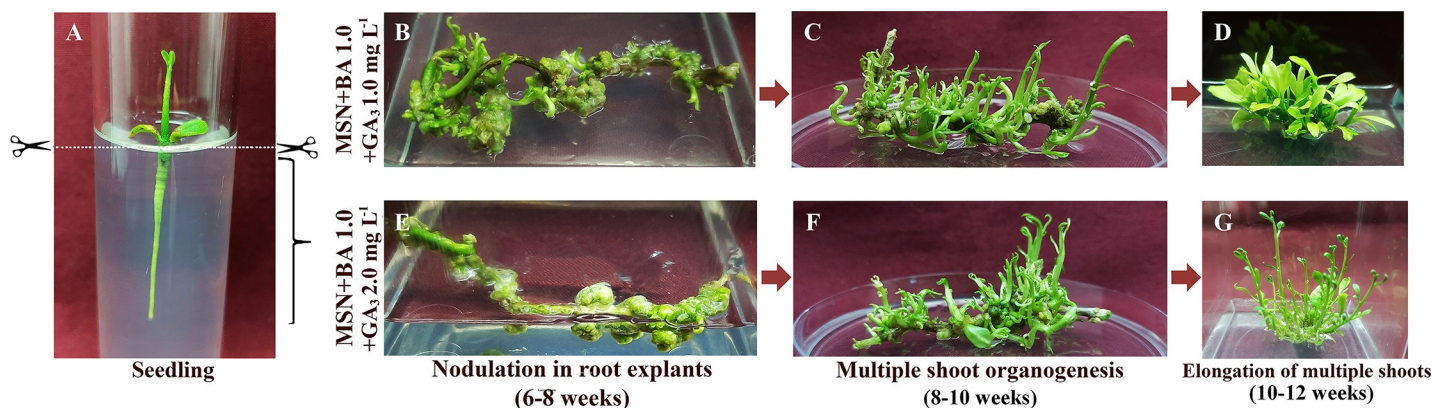 A
Seedling
MSN+BA 1.0
+GA₃ 1.0 mg L⁻¹
B
C
D
MSN+BA 1.0
+GA₃ 2.0 mg L⁻¹
E
F
G
Nodulation in root explants
(6-8 weeks)
Multiple shoot organogenesis
(8-10 weeks)
Elongation of multiple shoots
(10-12 weeks)